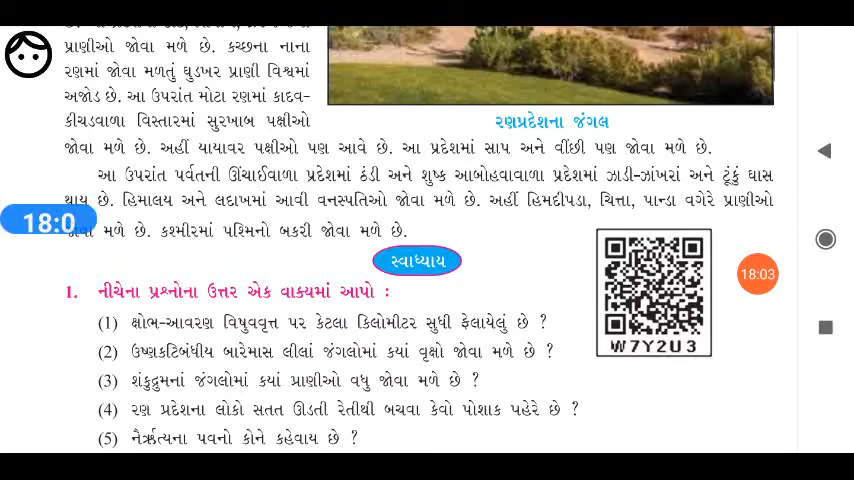 પ્રાણીઓ જોવા મળે છે. કચ્છના નાના
રણમાં જોવા મળતું ઘુડખર પ્રાણી વિશ્વમાં
અજોડ છે. આ ઉપરાંત મોટા રણમાં કાદવ-
કીચડવાળા વિસ્તારમાં સુરખાબ પક્ષીઓ
રણપ્રદેશના જંગલ
જોવા મળે છે. અહીં યાયાવર પક્ષીઓ પણ આવે છે. આ પ્રદેશમાં સાપ અને વીંછી પણ જોવા મળે છે.
આ ઉપરાંત પર્વતની ઊંચાઈવાળા પ્રદેશમાં ઠંડી અને શુષ્ક આબોહવાવાળા પ્રદેશમાં ઝાડી-ઝાંખરાં અને ટૂંકું ઘાસ
થાય છે. હિમાલય અને લદાખમાં આવી વનસ્પતિઓ જોવા મળે છે. અહીં હિમદીપડા, ચિત્તા, પાન્ડા વગેરે પ્રાણીઓ
18:0
મળે છે. કશ્મીરમાં પશ્મિનો બકરી જોવા મળે છે.
સ્વાધ્યાય
18:03
1. નીચેના પ્રશ્નોના ઉત્તર એક વાક્યમાં આપો :
(1) ક્ષોભ-આવરણ વિષુવવૃત્ત પર કેટલા કિલોમીટર સુધી ફેલાયેલું છે ?
(2) ઉષ્ણકટિબંધીય બારેમાસ લીલાં જંગલોમાં કયાં વૃક્ષો જોવા મળે છે ?
W7Y2U3
(3) શંકુદ્રુમનાં જંગલોમાં કયાં પ્રાણીઓ વધુ જોવા મળે છે ?
(4) રણ પ્રદેશના લોકો સતત ઊડતી રેતીથી બચવા કેવો પોશાક પહેરે છે ?
(5) નૈર્ઋત્યના પવનો કોને કહેવાય છે ?